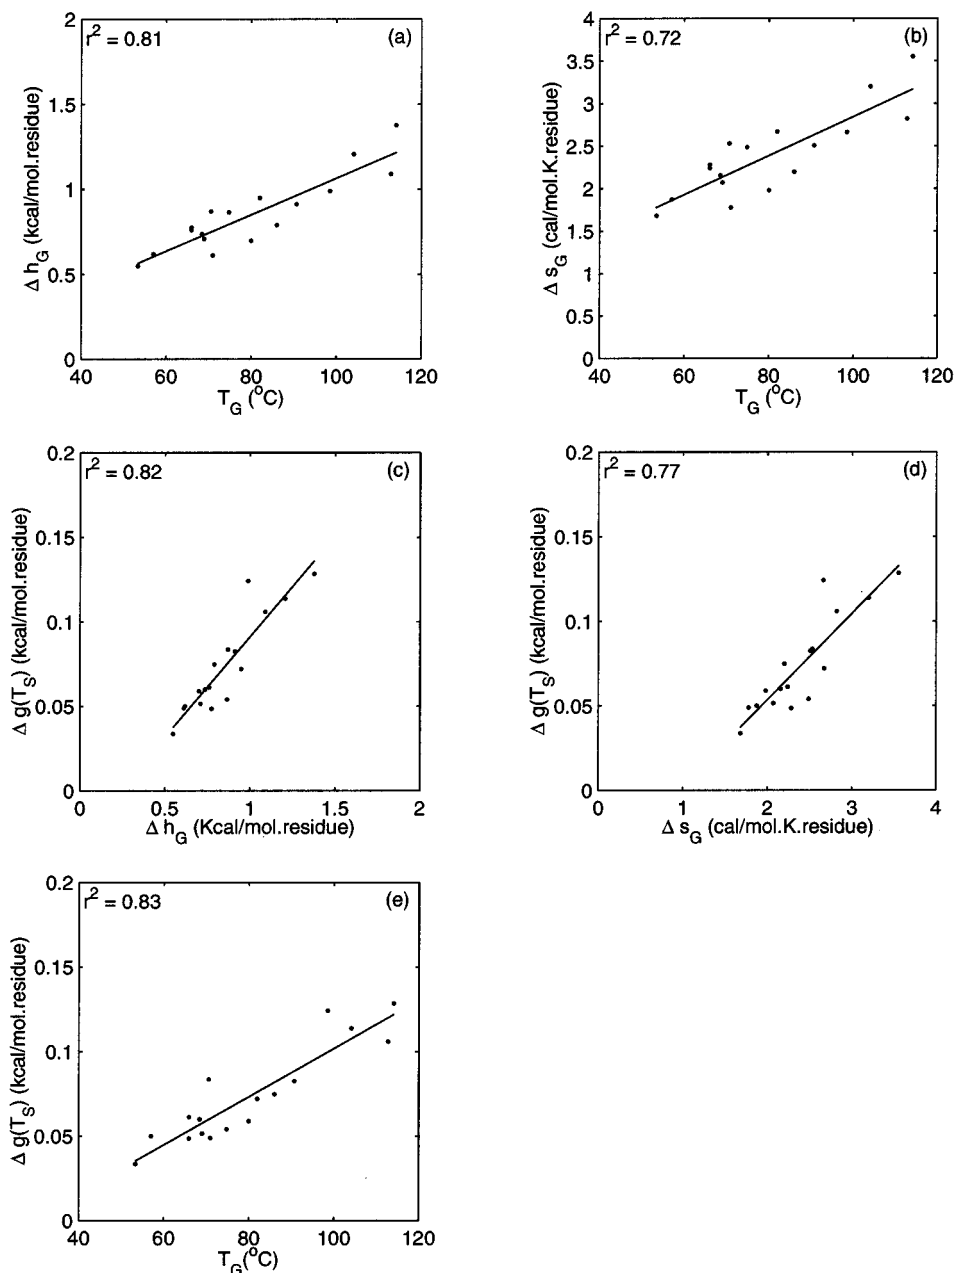 r² = 0.81 (a)
2
1.5
1
0.5
0
40 60 80 100 120
Δ h_G (kcal/mol.residue)
T_G (°C)
r² = 0.72 (b)
4
3.5
3
2.5
2
1.5
1
0.5
0
40 60 80 100 120
Δ s_G (cal/mol.K.residue)
T_G (°C)
r² = 0.82 (c)
0.2
0.15
0.1
0.05
0
0 0.5 1 1.5 2
Δ g(T_S) (kcal/mol.residue)
Δ h_G (Kcal/mol.residue)
r² = 0.77 (d)
0.2
0.15
0.1
0.05
0
0 1 2 3 4
Δ g(T_S) (kcal/mol.residue)
Δ s_G (cal/mol.K.residue)
r² = 0.83 (e)
0.2
0.15
0.1
0.05
0
40 60 80 100 120
Δ g(T_S) (kcal/mol.residue)
T_G(°C)